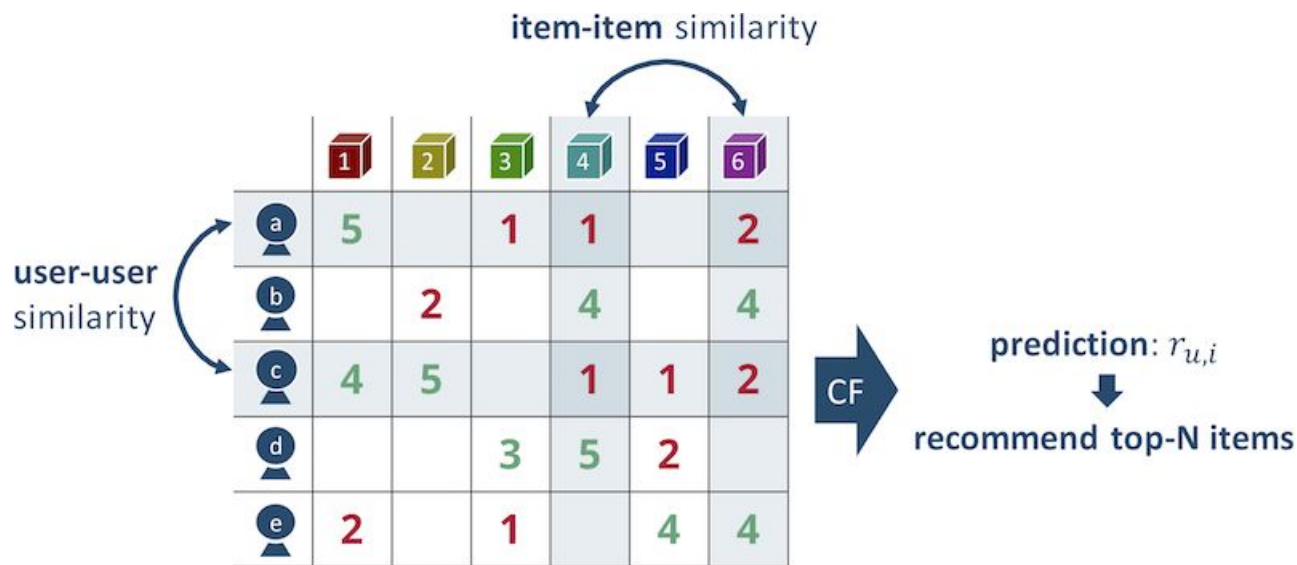 item-item similarity
1 2 3 4 5 6
a 5 1 1 2
user-user
similarity
b 2 4 4
c 4 5 1 1 2
CF
prediction: r_{u,i}
recommend top-N items
d 3 5 2
e 2 1 4 4